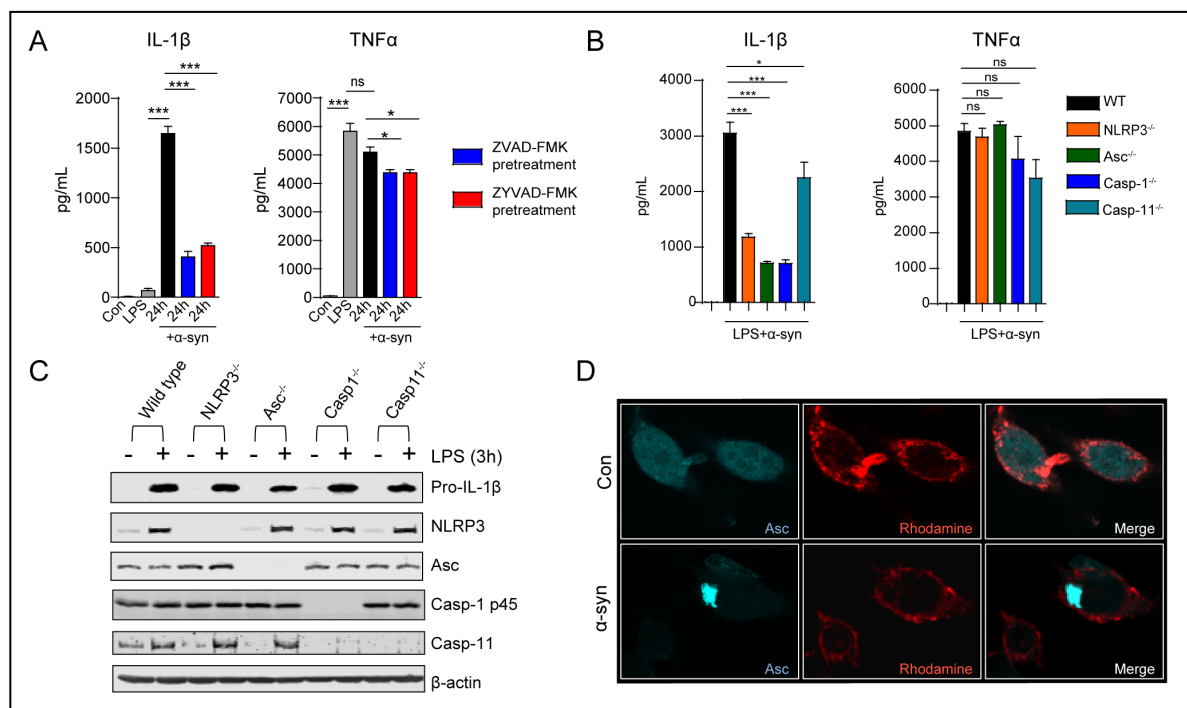 A
IL-1β
TNFα
pg/mL
2000
1500
1000
500
0
***
***
***
Con
LPS
24h
24h
24h
+α-syn
pg/mL
7000
6000
5000
4000
3000
2000
1000
0
***
ns
*
*
Con
LPS
24h
24h
24h
+α-syn
ZVAD-FMK
pretreatment
ZYVAD-FMK
pretreatment
B
IL-1β
TNFα
pg/mL
4000
3000
2000
1000
0
*
***
***
***
LPS+α-syn
pg/mL
6000
5000
4000
3000
2000
1000
0
ns
ns
ns
ns
LPS+α-syn
WT
NLRP3-/-
Asc-/-
Casp-1-/-
Casp-11-/-
C
Wild type
NLRP3-/-
Asc-/-
Casp1-/-
Casp11-/-
- + - + - + - + - + LPS (3h)
Pro-IL-1β
NLRP3
Asc
Casp-1 p45
Casp-11
β-actin
D
Con
Asc
Rhodamine
Merge
α-syn
Asc
Rhodamine
Merge